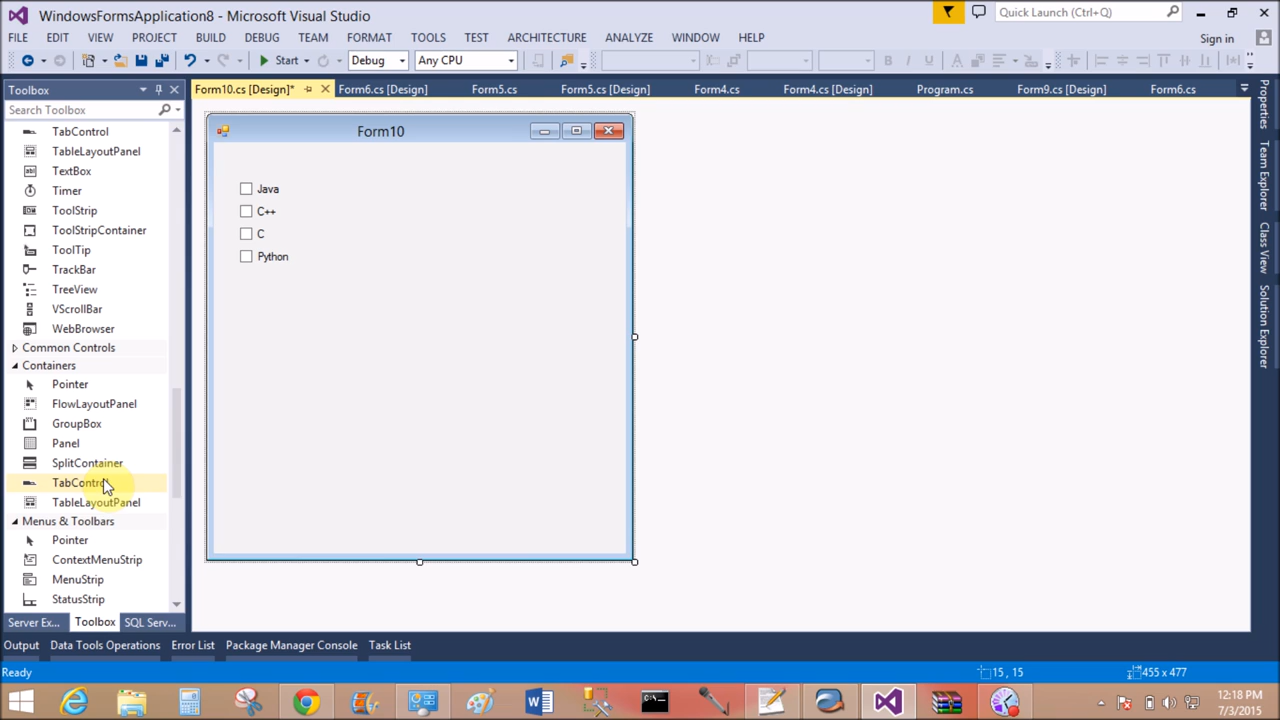 WindowsFormsApplication8 - Microsoft Visual Studio
Quick Launch (Ctrl+Q)
FILE EDIT VIEW PROJECT BUILD DEBUG TEAM FORMAT TOOLS TEST ARCHITECTURE ANALYZE WINDOW HELP
Sign in
Start Debug Any CPU
Toolbox
Form10.cs [Design]* Form6.cs [Design] Form5.cs Form5.cs [Design] Form4.cs Form4.cs [Design] Program.cs Form9.cs [Design] Form6.cs
Search Toolbox
TabControl
TableLayoutPanel
TextBox
Timer
ToolStrip
ToolStripContainer
ToolTip
TrackBar
TreeView
VScrollBar
WebBrowser
Common Controls
Containers
Pointer
FlowLayoutPanel
GroupBox
Panel
SplitContainer
TabControl
TableLayoutPanel
Menus & Toolbars
Pointer
ContextMenuStrip
MenuStrip
StatusStrip
Form10
Java
C++
C
Python
Properties
Team Explorer
Class View
Solution Explorer
Server Ex... Toolbox SQL Serv...
Output Data Tools Operations Error List Package Manager Console Task List
Ready
15 , 15
455 x 477
12:18 PM
7/3/2015